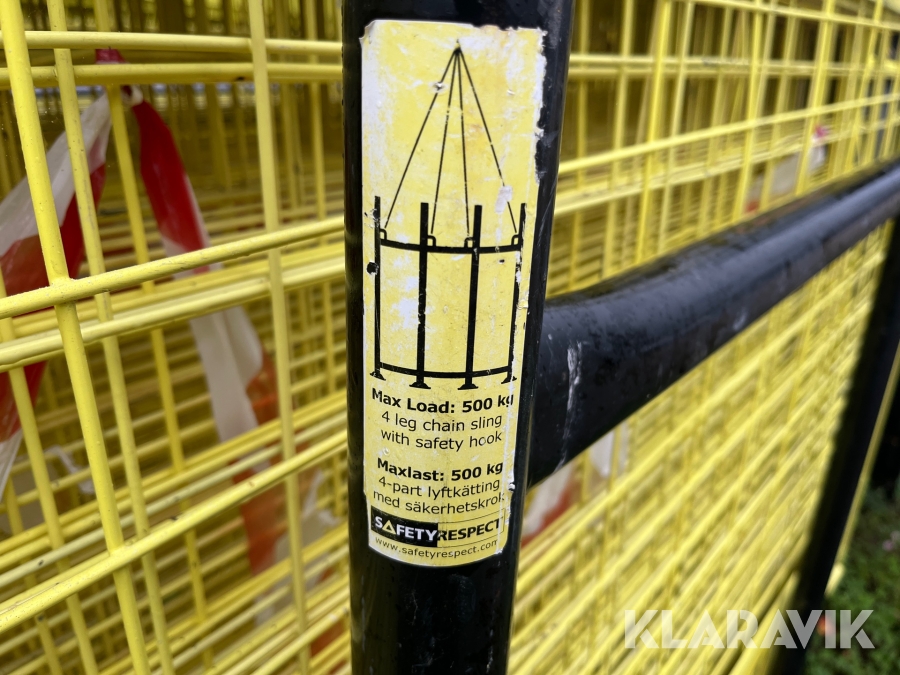 Max Load: 500 kg
4 leg chain sling
with safety hook
Maxlast: 500 kg
4-part lyftkätting
med säkerhetskrok
SAFETYRESPECT
www.safetyrespect.com
KLARAVIK